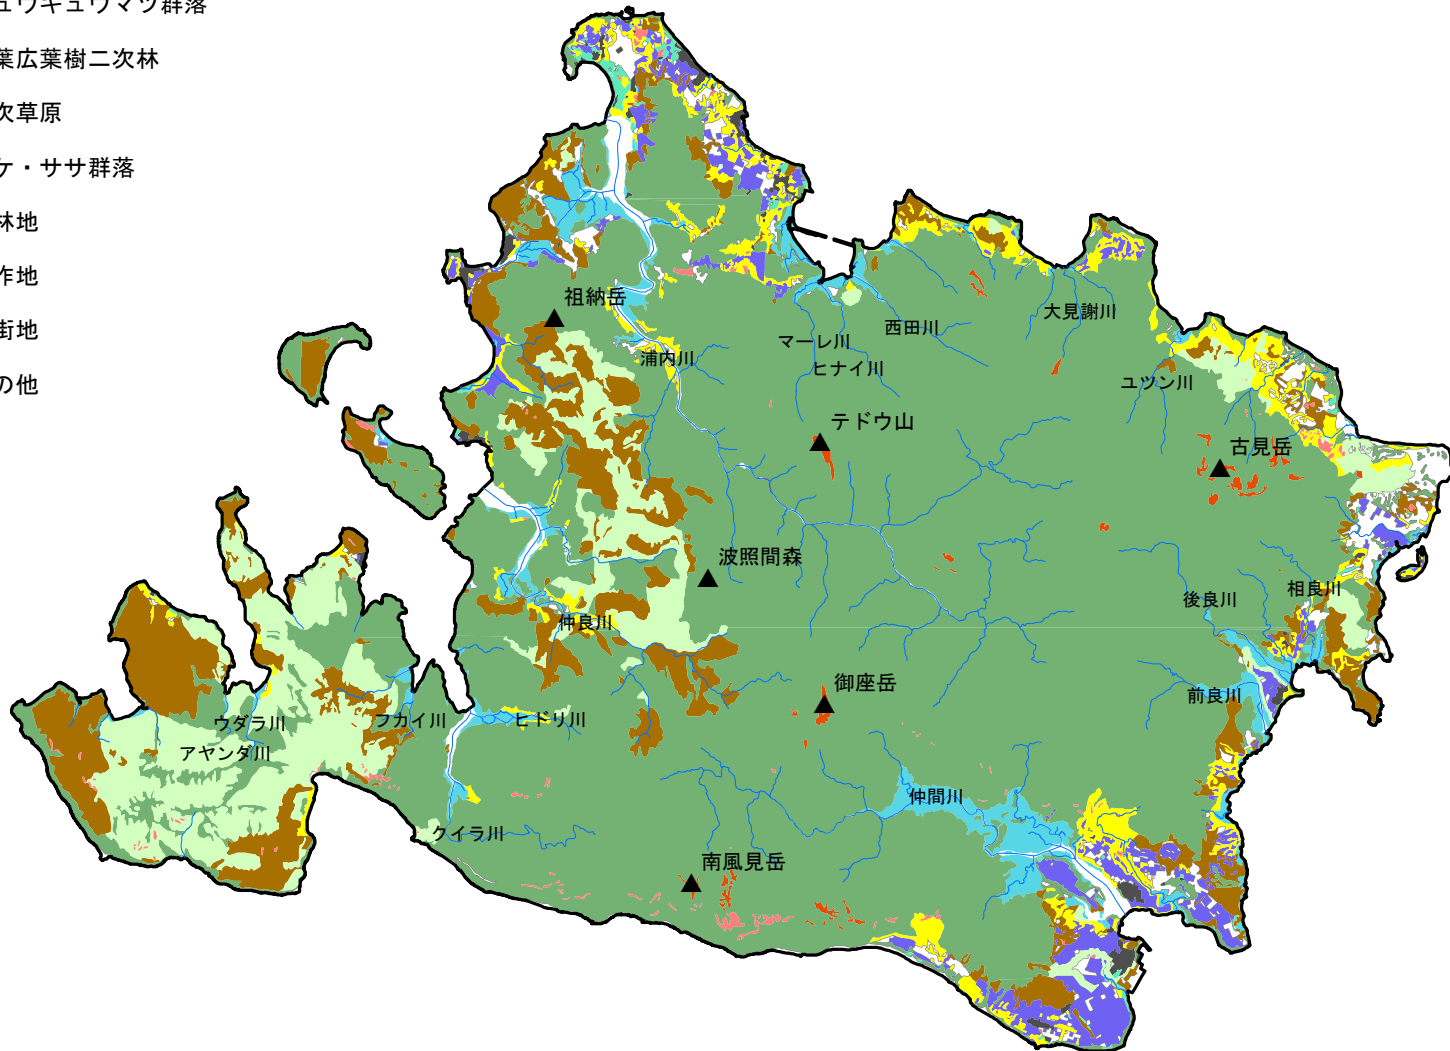 ュウキュウマツ群落
葉広葉樹二次林
次草原
ケ・ササ群落
林地
作地
街地
の他
祖納岳
浦内川
マーレ川
ヒナイ川
西田川
大見謝川
ユツン川
テドウ山
古見岳
波照間森
仲良川
後良川
相良川
御座岳
前良川
ウダラ川
アヤンダ川
フカイ川
ヒドリ川
クイラ川
仲間川
南風見岳